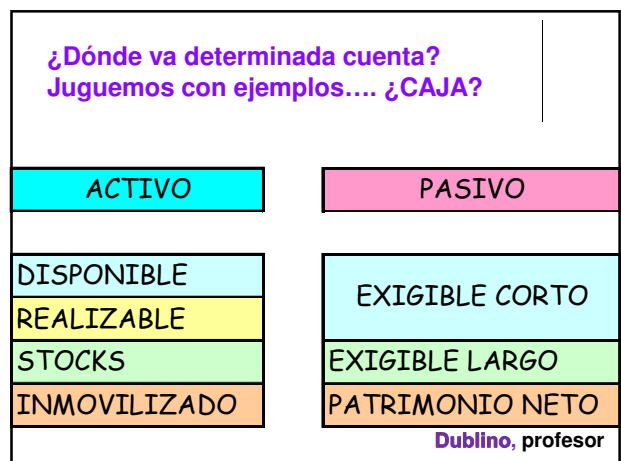 ¿Dónde va determinada cuenta?
Juguemos con ejemplos…. ¿CAJA?
ACTIVO
PASIVO
DISPONIBLE
REALIZABLE
STOCKS
INMOVILIZADO
EXIGIBLE CORTO
EXIGIBLE LARGO
PATRIMONIO NETO
Dublino, profesor